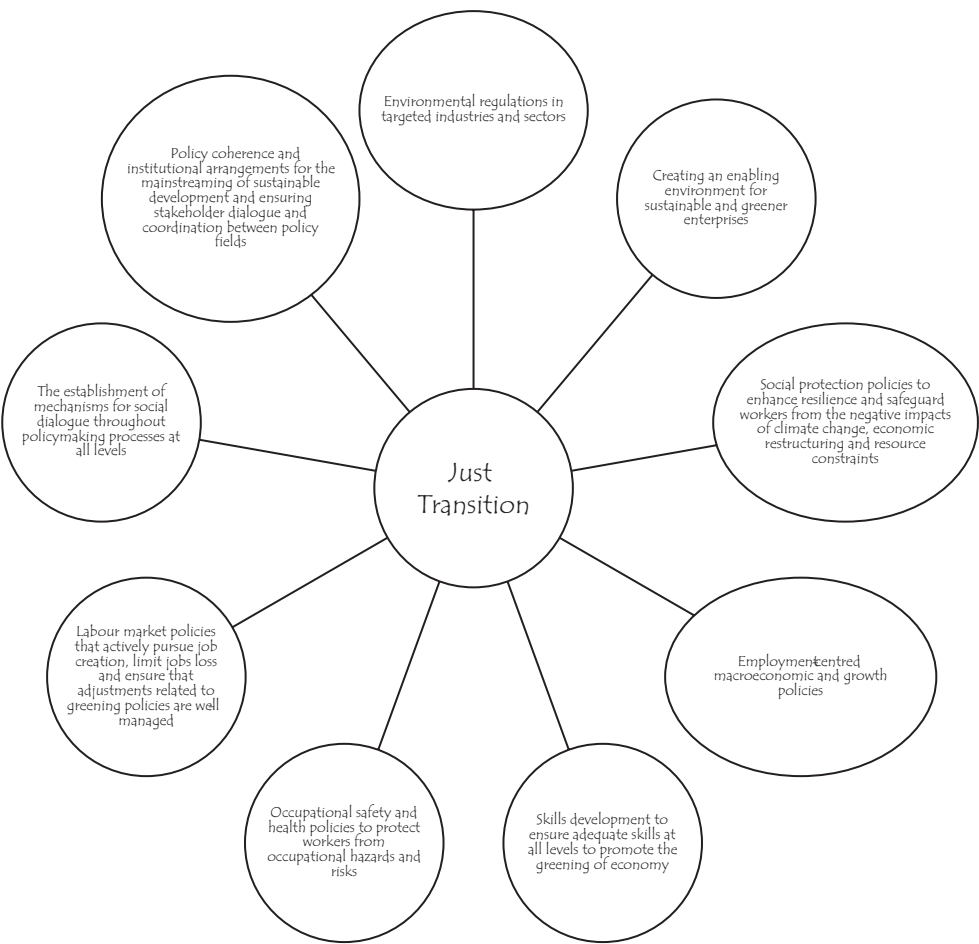 Environmental regulations in
targeted industries and sectors
Policy coherence and
institutional arrangements for the
mainstreaming of sustainable
development and ensuring
stakeholder dialogue and
coordination between policy
fields
Creating an enabling
environment for
sustainable and greener
enterprises
The establishment of
mechanisms for social
dialogue throughout
policymaking processes at
all levels
Social protection policies to
enhance resilience and safeguard
workers from the negative impacts
of climate change, economic
restructuring and resource
constraints
Just
Transition
Labour market policies
that actively pursue job
creation, limit jobs loss
and ensure that
adjustments related to
greening policies are well
managed
Employment-centred
macroeconomic and growth
policies
Occupational safety and
health policies to protect
workers from
occupational hazards and
risks
Skills development to
ensure adequate skills at
all levels to promote the
greening of economy